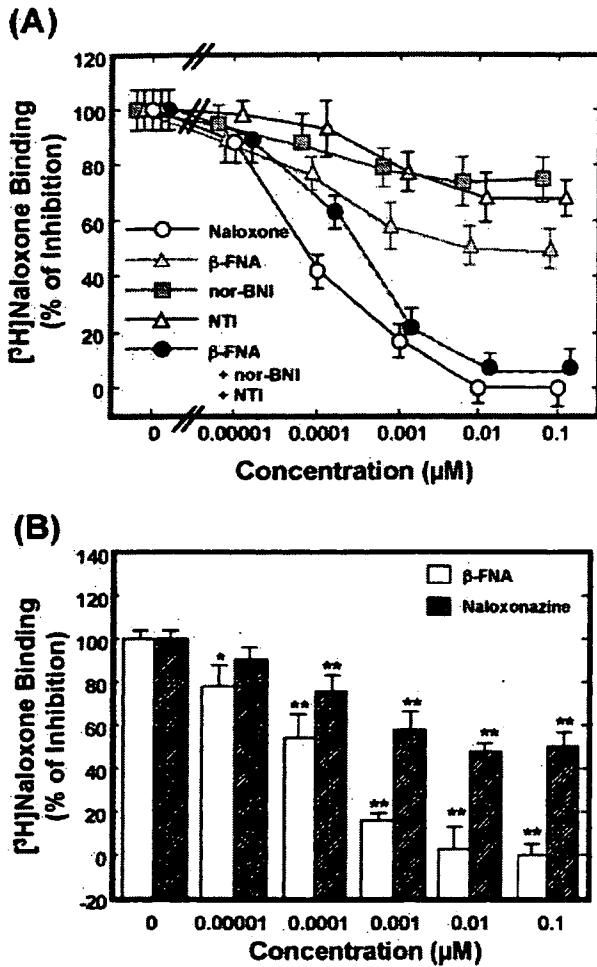 (A)
[³H]Naloxone Binding
(% of Inhibition)
120
100
80
60
40
20
0
Naloxone
β-FNA
nor-BNI
NTI
β-FNA
+ nor-BNI
+ NTI
0 0.00001 0.0001 0.001 0.01 0.1
Concentration (µM)
(B)
[³H]Naloxone Binding
(% of Inhibition)
140
120
100
80
60
40
20
0
-20
β-FNA
Naloxonazine
* ** ** ** ** ** ** ** **
0 0.00001 0.0001 0.001 0.01 0.1
Concentration (µM)